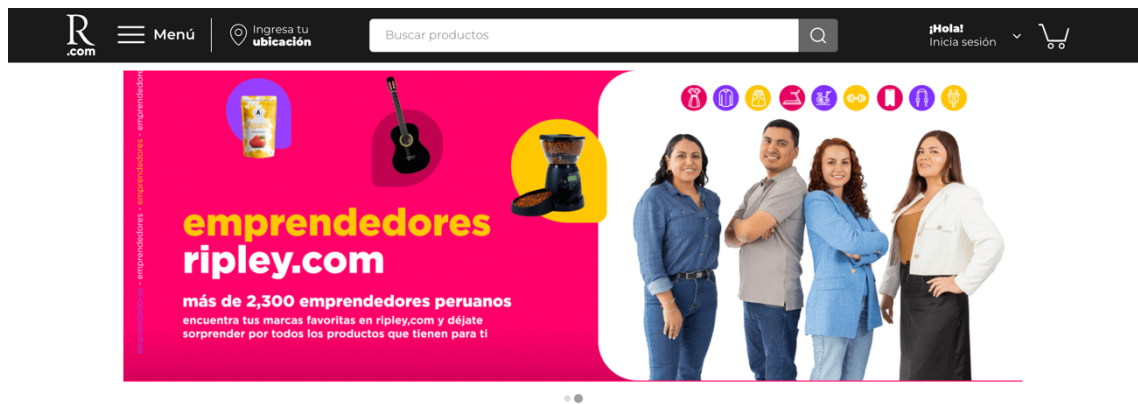 R
.com
Menú
Ingresa tu
ubicación
Buscar productos
¡Hola!
Inicia sesión
emprendedores - emprendedores - emprendedores - emprendedores
emprendedores
ripley.com
más de 2,300 emprendedores peruanos
encuentra tus marcas favoritas en ripley,com y déjate
sorprender por todos los productos que tienen para ti